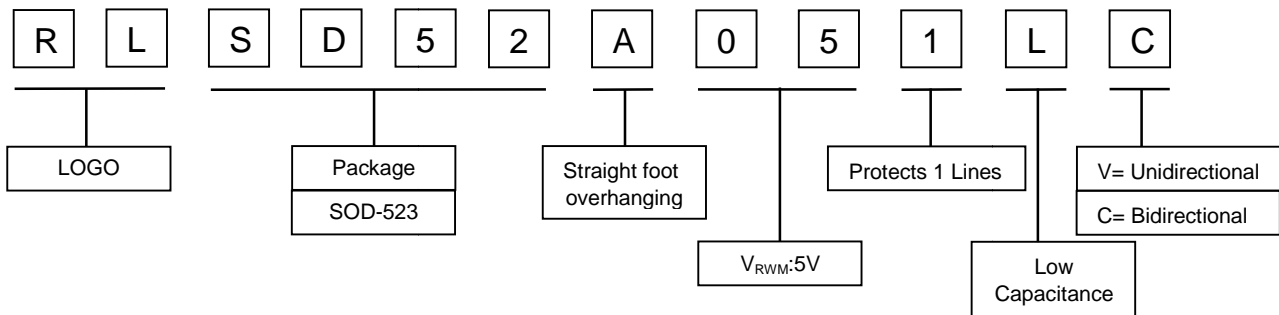 R L S D 5 2 A 0 5 1 L C
LOGO
Package
SOD-523
Straight foot
overhanging
V_RWM:5V
Protects 1 Lines
Low
Capacitance
V= Unidirectional
C= Bidirectional